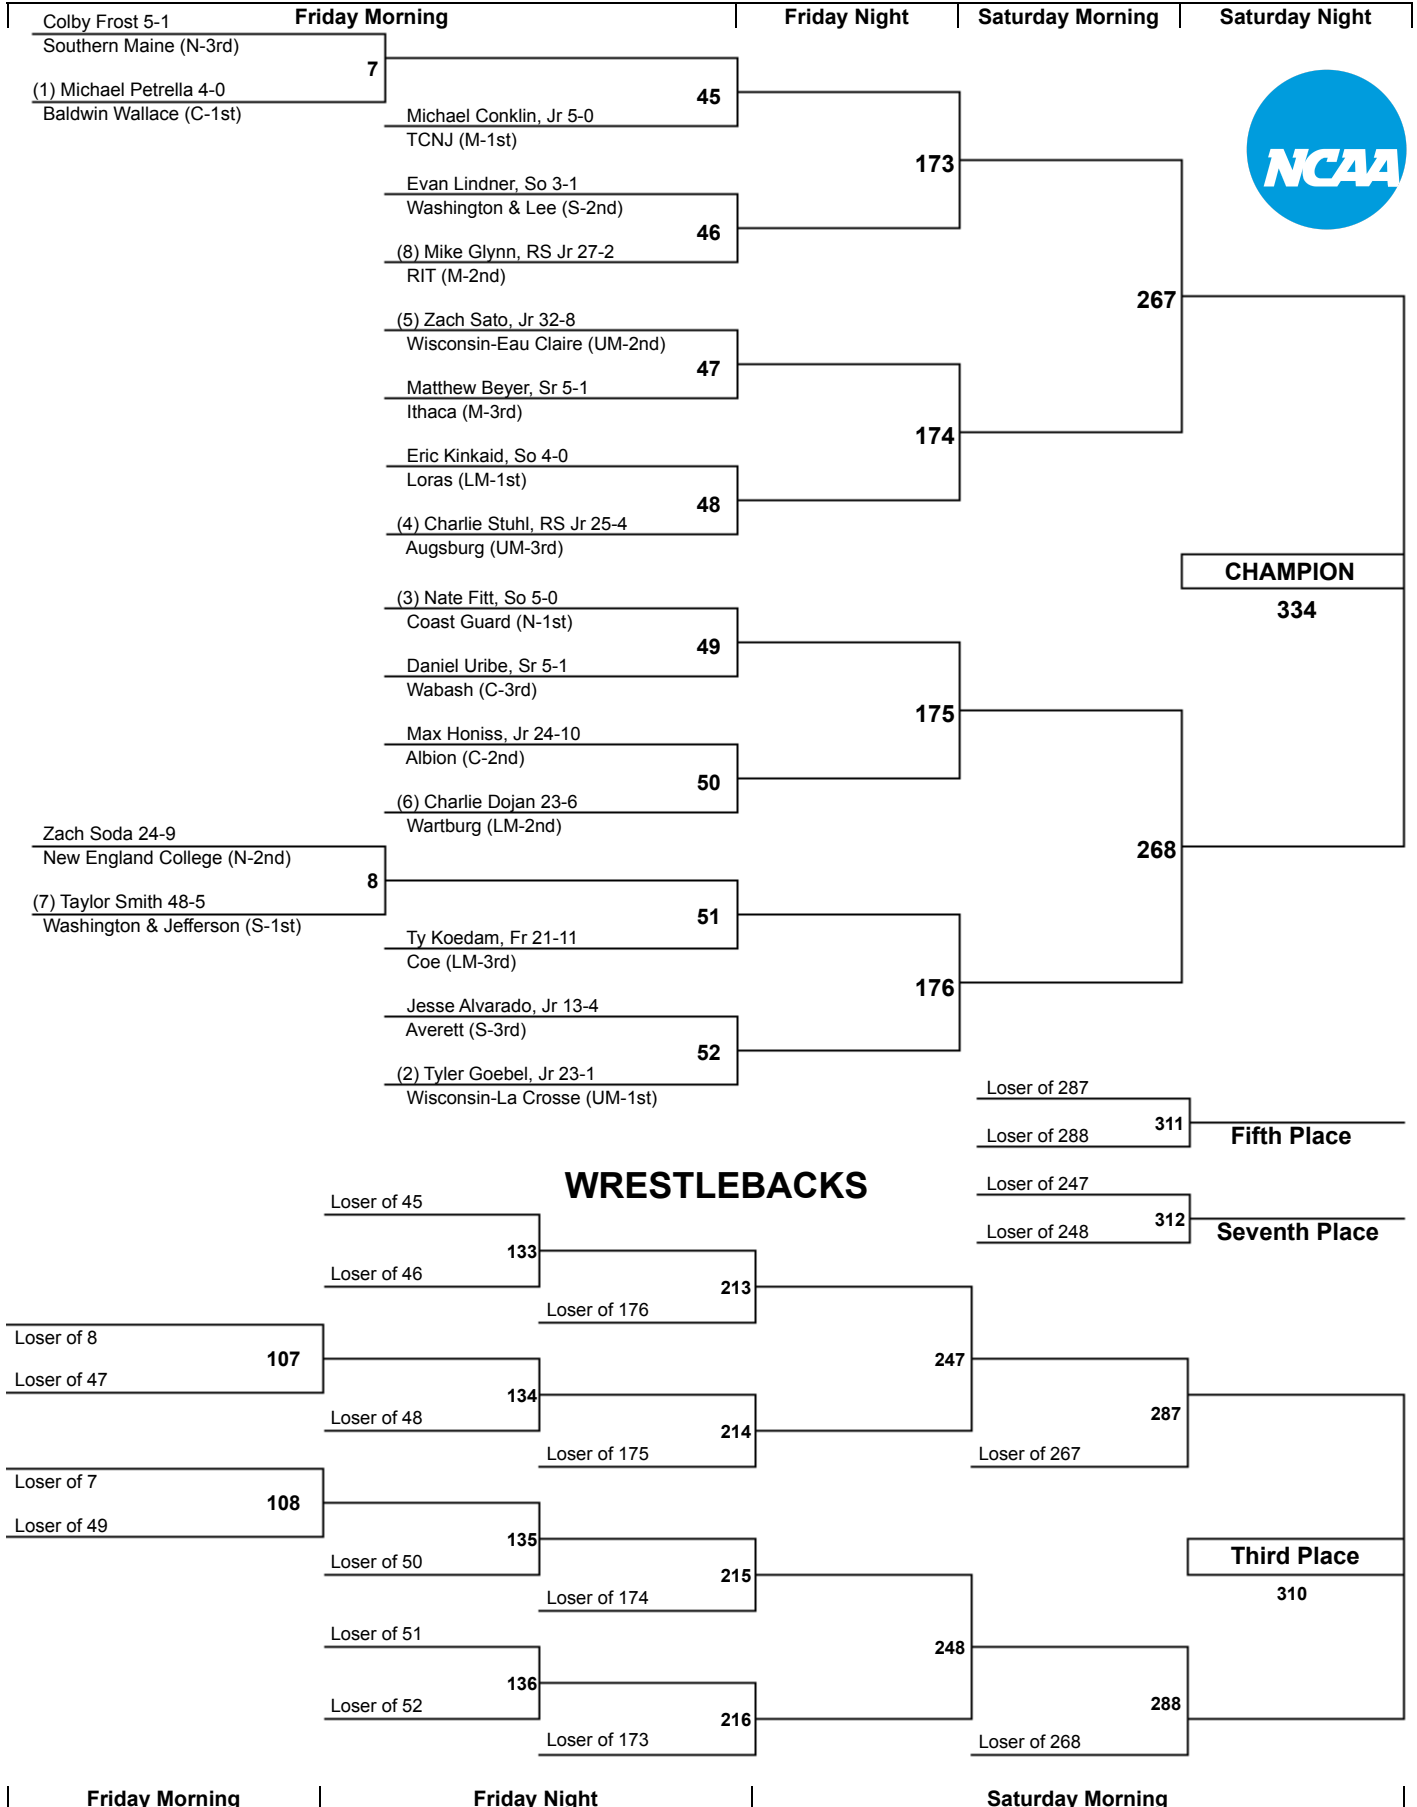 Friday Morning
Friday Night
Saturday Morning
Saturday Night
Colby Frost 5-1
Southern Maine (N-3rd)
7
(1) Michael Petrella 4-0
Baldwin Wallace (C-1st)
45
Michael Conklin, Jr 5-0
TCNJ (M-1st)
173
NCAA
Evan Lindner, So 3-1
Washington & Lee (S-2nd)
46
(8) Mike Glynn, RS Jr 27-2
RIT (M-2nd)
267
(5) Zach Sato, Jr 32-8
Wisconsin-Eau Claire (UM-2nd)
47
Matthew Beyer, Sr 5-1
Ithaca (M-3rd)
174
Eric Kinkaid, So 4-0
Loras (LM-1st)
48
(4) Charlie Stuhl, RS Jr 25-4
Augsburg (UM-3rd)
CHAMPION
334
(3) Nate Fitt, So 5-0
Coast Guard (N-1st)
49
Daniel Uribe, Sr 5-1
Wabash (C-3rd)
175
Max Honiss, Jr 24-10
Albion (C-2nd)
50
(6) Charlie Dojan 23-6
Wartburg (LM-2nd)
Zach Soda 24-9
New England College (N-2nd)
268
8
(7) Taylor Smith 48-5
Washington & Jefferson (S-1st)
51
Ty Koedam, Fr 21-11
Coe (LM-3rd)
176
Jesse Alvarado, Jr 13-4
Averett (S-3rd)
52
(2) Tyler Goebel, Jr 23-1
Wisconsin-La Crosse (UM-1st)
Loser of 287
311
Loser of 288
Fifth Place
WRESTLEBACKS
Loser of 247
312
Loser of 248
Seventh Place
Loser of 45
133
Loser of 46
213
Loser of 176
Loser of 8
107
Loser of 47
247
134
Loser of 48
214
Loser of 175
287
Loser of 267
Loser of 7
108
Loser of 49
135
Loser of 50
215
Loser of 174
Third Place
310
Loser of 51
136
Loser of 52
248
216
Loser of 173
288
Loser of 268
Friday Morning
Friday Night
Saturday Morning